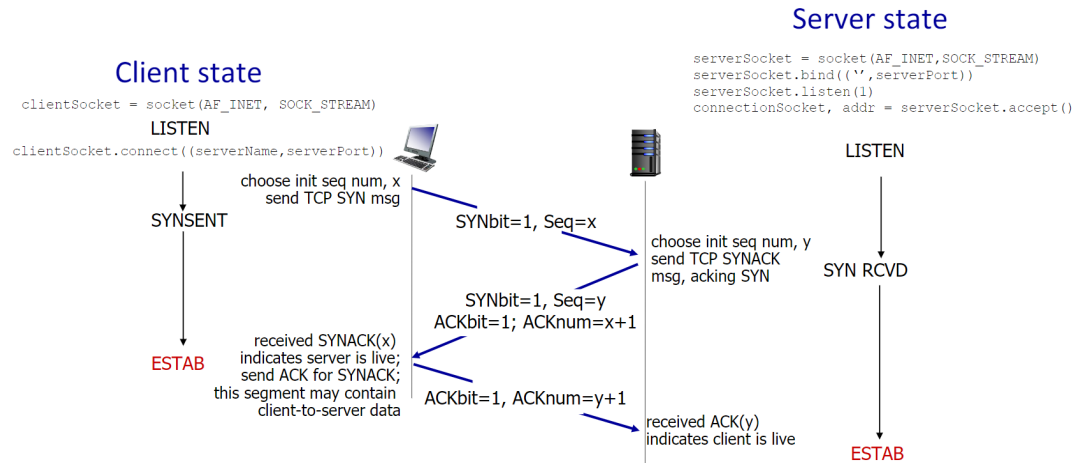 Client state
clientSocket = socket(AF_INET, SOCK_STREAM)
LISTEN
clientSocket.connect((serverName,serverPort))
SYNSENT
ESTAB
choose init seq num, x
send TCP SYN msg
SYNbit=1, Seq=x
SYNbit=1, Seq=y
ACKbit=1; ACKnum=x+1
received SYNACK(x)
indicates server is live;
send ACK for SYNACK;
this segment may contain
client-to-server data
ACKbit=1, ACKnum=y+1
Server state
serverSocket = socket(AF_INET,SOCK_STREAM)
serverSocket.bind((‘’,serverPort))
serverSocket.listen(1)
connectionSocket, addr = serverSocket.accept()
LISTEN
choose init seq num, y
send TCP SYNACK
msg, acking SYN
SYN RCVD
received ACK(y)
indicates client is live
ESTAB